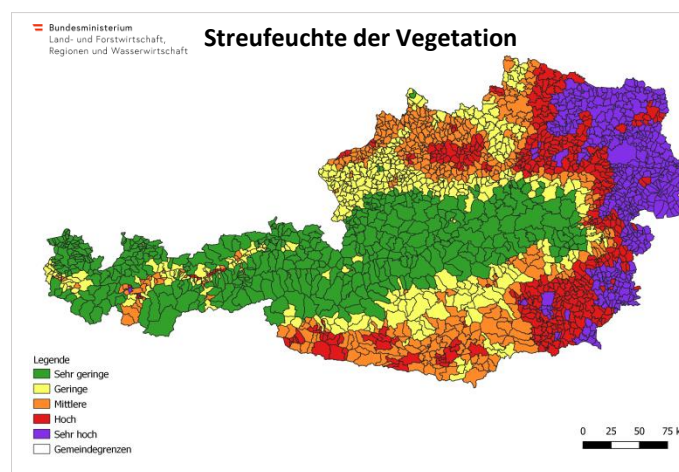 Bundesministerium
Land- und Forstwirtschaft,
Regionen und Wasserwirtschaft
Streufeuchte der Vegetation
Legende
Sehr geringe
Geringe
Mittlere
Hoch
Sehr hoch
Gemeindegrenzen
0 25 50 75 k